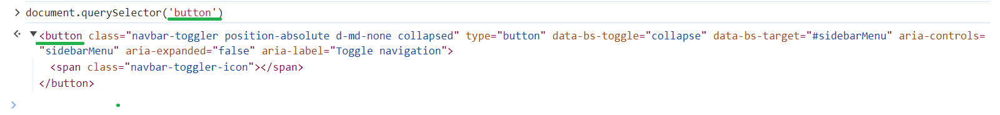 document.querySelector('button')
<button class="navbar-toggler position-absolute d-md-none collapsed" type="button" data-bs-toggle="collapse" data-bs-target="#sidebarMenu" aria-controls=
"sidebarMenu" aria-expanded="false" aria-label="Toggle navigation">
<span class="navbar-toggler-icon"></span>
</button>